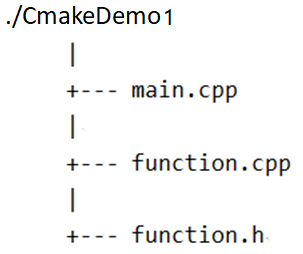 ./CmakeDemo1
|
+--- main.cpp
|
+--- function.cpp
|
+--- function.h